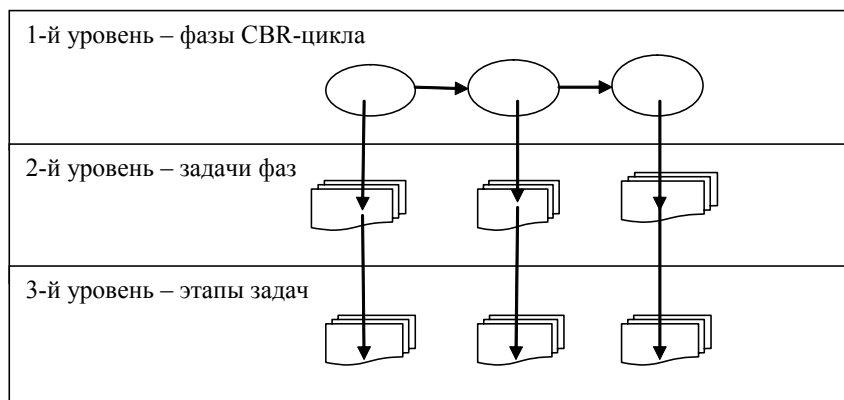 1-й уровень – фазы CBR-цикла
2-й уровень – задачи фаз
3-й уровень – этапы задач